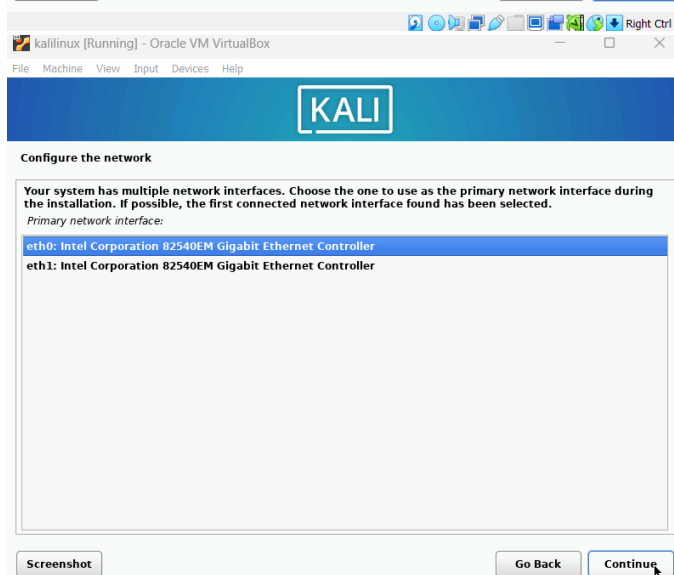 Right Ctrl
kalilinux [Running] - Oracle VM VirtualBox
File Machine View Input Devices Help
KALI
Configure the network
Your system has multiple network interfaces. Choose the one to use as the primary network interface during
the installation. If possible, the first connected network interface found has been selected.
Primary network interface:
eth0: Intel Corporation 82540EM Gigabit Ethernet Controller
eth1: Intel Corporation 82540EM Gigabit Ethernet Controller
Screenshot Go Back Continue